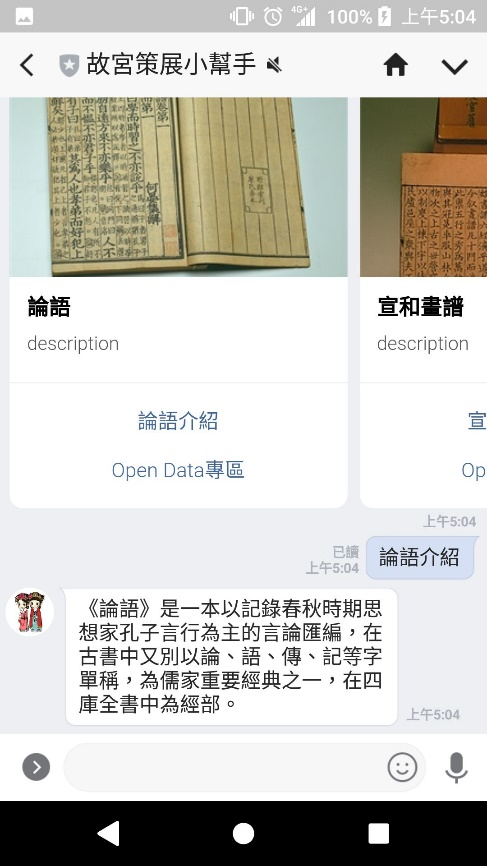 4G+
100%
上午5:04
故宮策展小幫手
論語
description
論語介紹
Open Data專區
宣和畫譜
description
宣
Op
上午5:04
已讀
上午5:04
論語介紹
《論語》是一本以記錄春秋時期思
想家孔子言行為主的言論匯編，在
古書中又別以論、語、傳、記等字
單稱，為儒家重要經典之一，在四
庫全書中為經部。
上午5:04